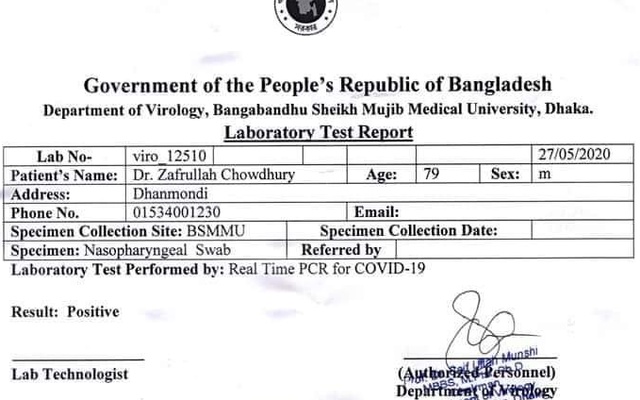 সরকার
Government of the People's Republic of Bangladesh
Department of Virology, Bangabandhu Sheikh Mujib Medical University, Dhaka.
Laboratory Test Report
Lab No- viro_12510 27/05/2020
Patient's Name: Dr. Zafrullah Chowdhury Age: 79 Sex: m
Address: Dhanmondi
Phone No. 01534001230 Email:
Specimen Collection Site: BSMMU Specimen Collection Date:
Specimen: Nasopharyngeal Swab Referred by
Laboratory Test Performed by: Real Time PCR for COVID-19
Result: Positive
Lab Technologist
(Authorized Personnel)
Department of Virology
Saif Ullah Munshi
MBBS,